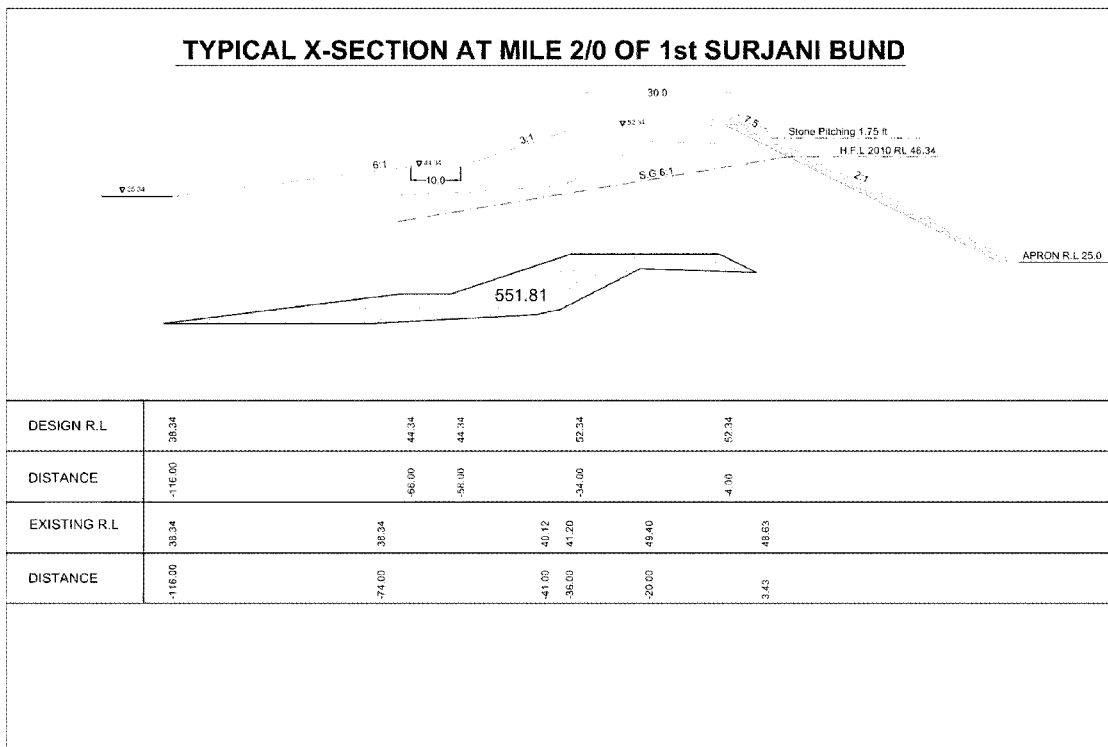 TYPICAL X-SECTION AT MILE 2/0 OF 1st SURJANI BUND
30.0
7.5
52.34
3:1
Stone Pitching 1.75 ft
H.F.L 2010 RL 46.34
6:1
44.34
10.0
S.G 6:1
2:1
APRON R.L 25.0
551.81
DESIGN R.L 38.34 44.34 44.34 52.34 52.34
DISTANCE -116.00 -34.00 -4.00
EXISTING R.L 38.34 38.34 40.12 41.20 49.40 48.63
DISTANCE -116.00 -74.00 -41.00 -36.00 -20.00 3.43